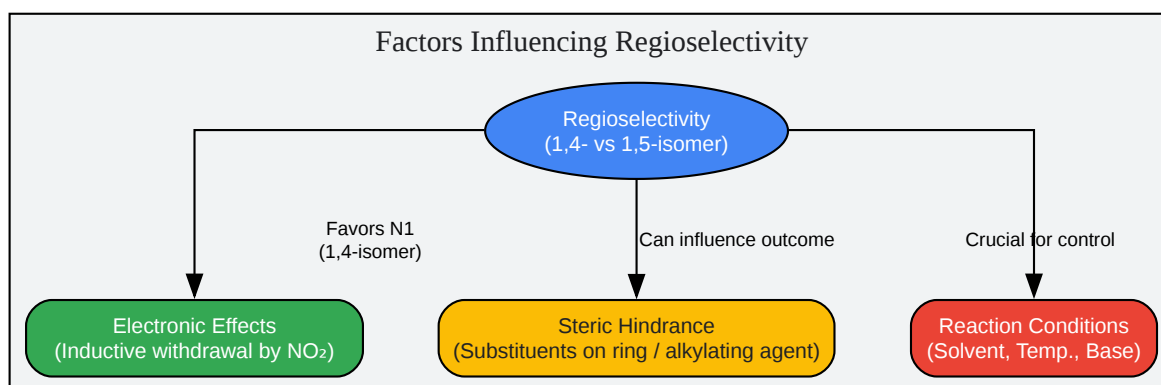 Factors Influencing Regioselectivity
Regioselectivity
(1,4- vs 1,5-isomer)
Favors N1
(1,4-isomer)
Can influence outcome
Crucial for control
Electronic Effects
(Inductive withdrawal by NO₂)
Steric Hindrance
(Substituents on ring / alkylating agent)
Reaction Conditions
(Solvent, Temp., Base)